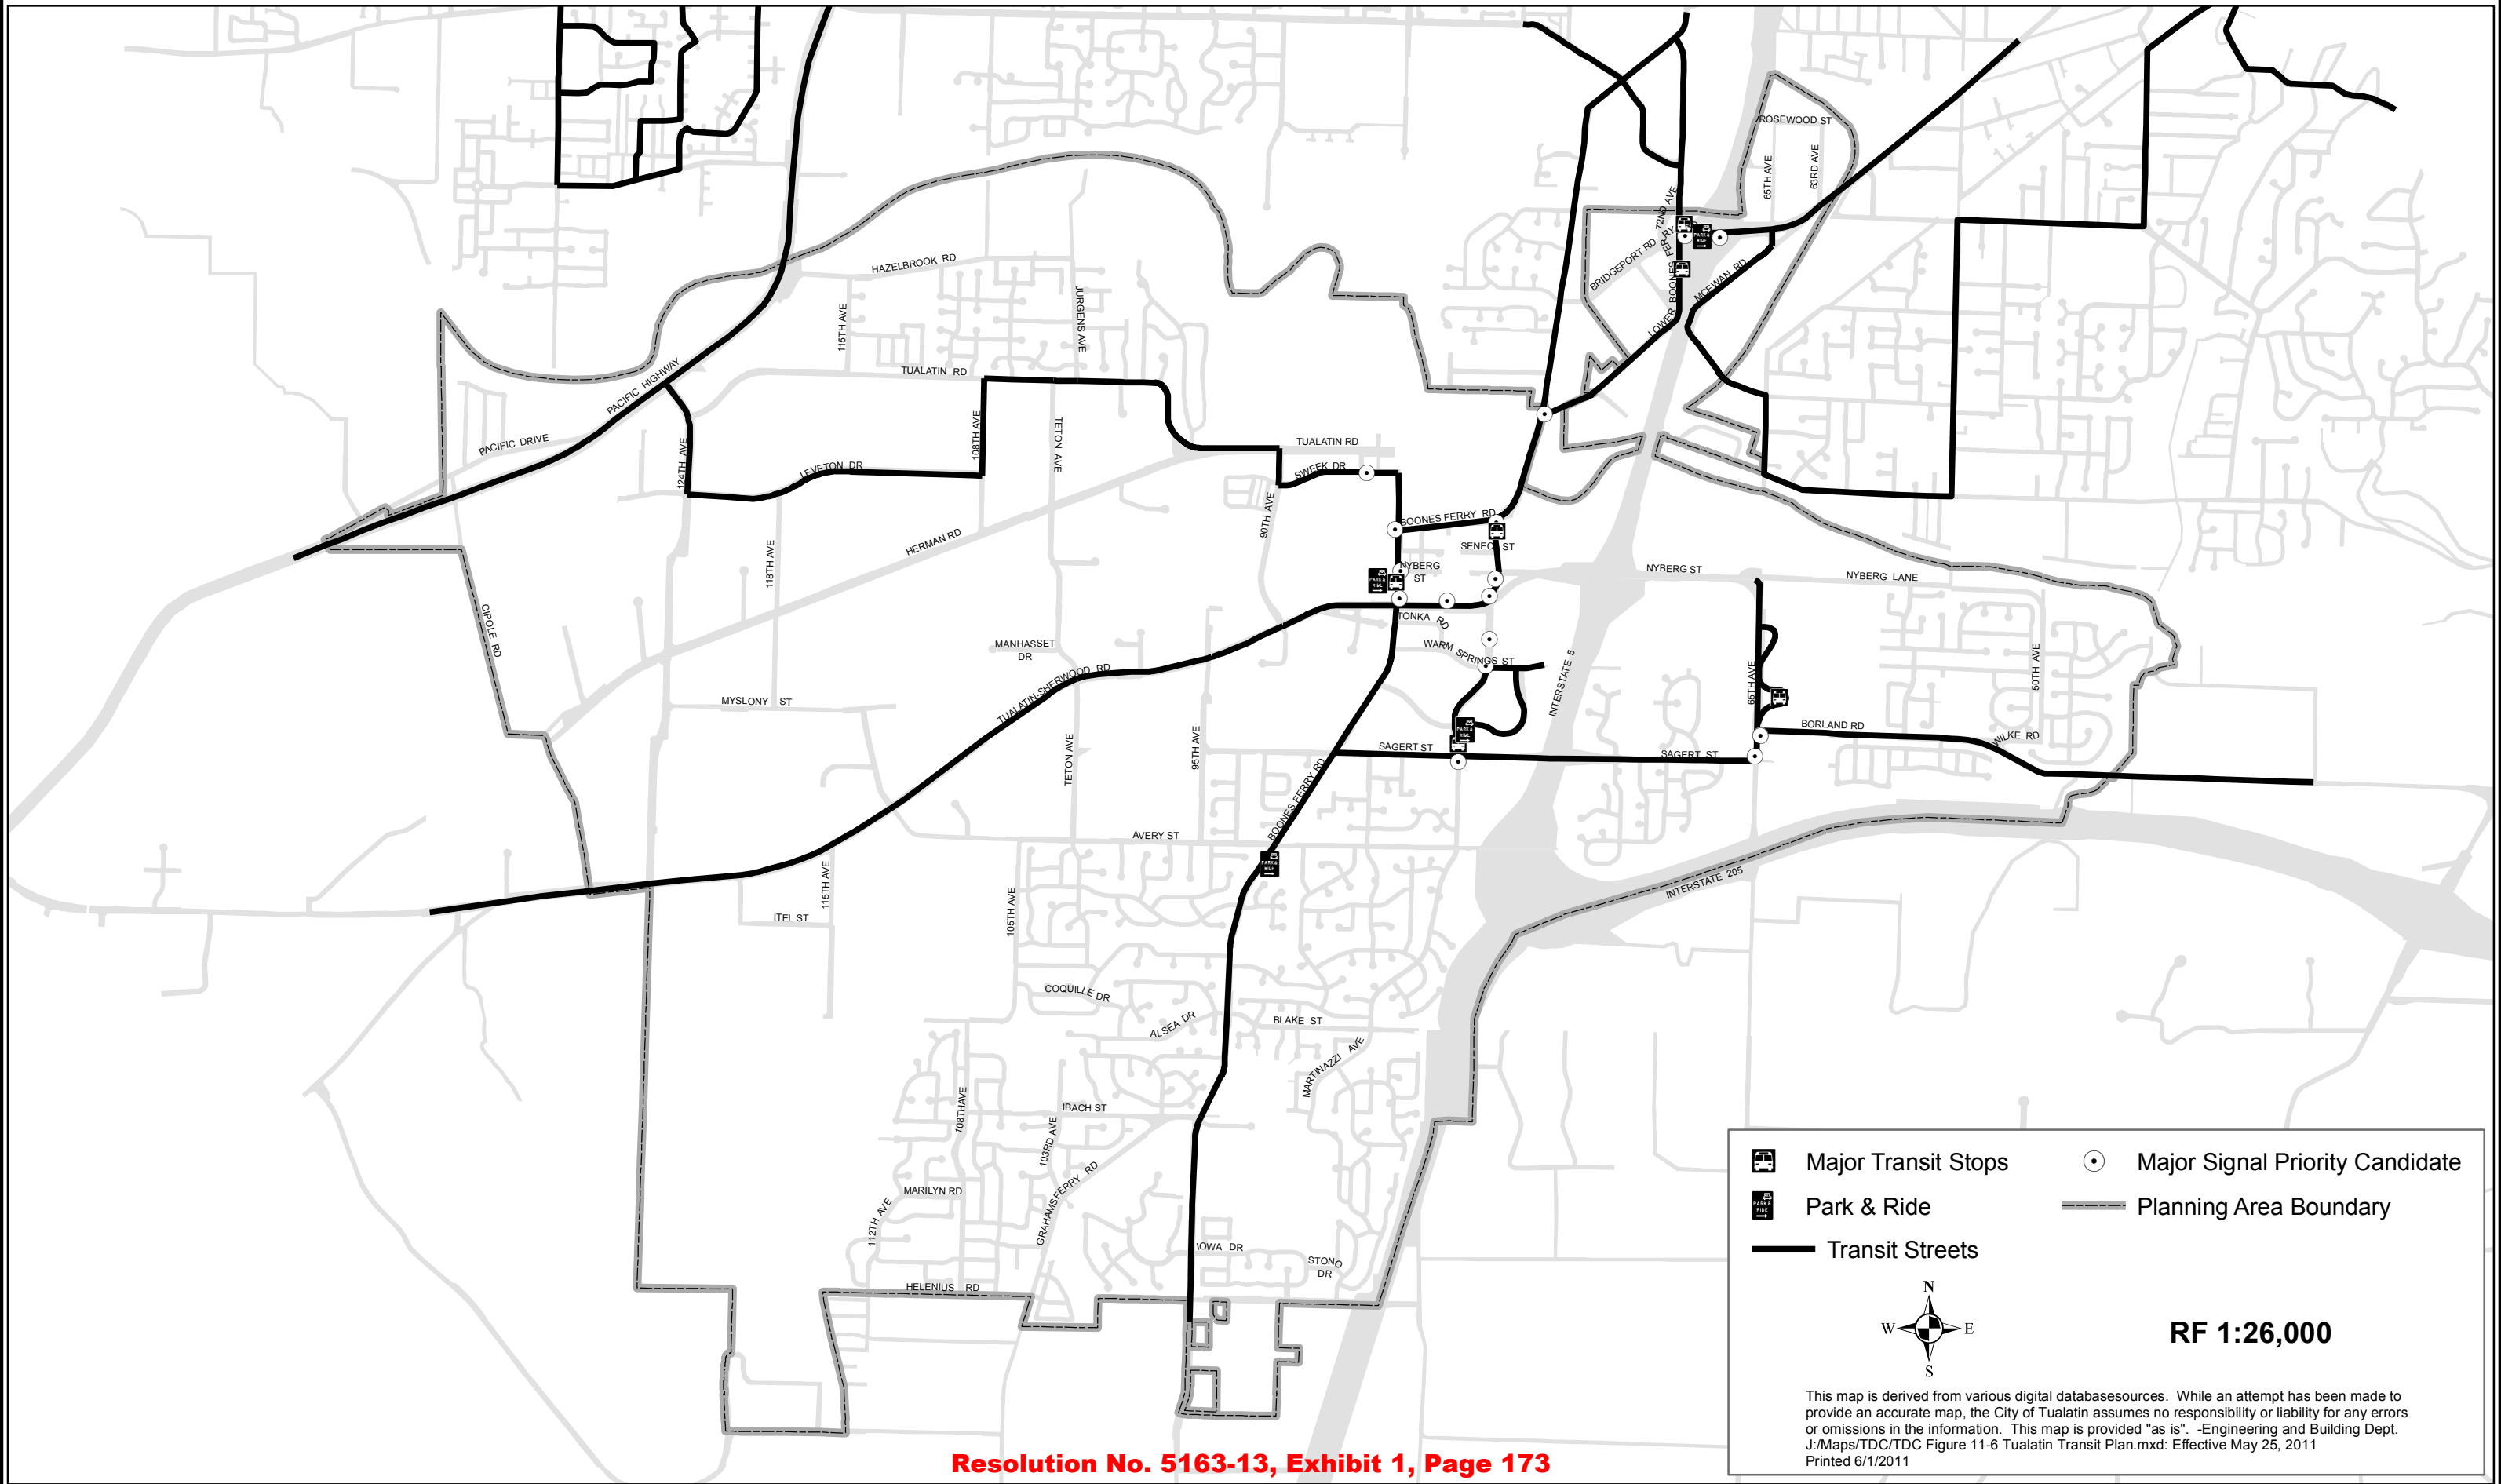 ROSEWOOD ST
65TH AVE
63RD AVE
72ND AVE
BRIDGEPORT RD
LOWER BOONES FERRY
MCEWAN RD
HAZELBROOK RD
JURGENS AVE
115TH AVE
TUALATIN RD
PACIFIC HIGHWAY
PACIFIC DRIVE
124TH AVE
LEVETON DR
108TH AVE
TETON AVE
TUALATIN RD
SWEEK DR
90TH AVE
BOONES FERRY RD
SENECA ST
NYBERG
ST
NYBERG ST
NYBERG LANE
HERMAN RD
118TH AVE
CIPOLE RD
TONKA RD
WARM SPRINGS ST
MANHASSET
DR
TUALATIN-SHERWOOD RD
MYSLONY ST
INTERSTATE 5
65TH AVE
50TH AVE
BORLAND RD
WILKE RD
SAGERT ST
SAGERT ST
TETON AVE
95TH AVE
BOONES FERRY RD
AVERY ST
115TH AVE
105TH AVE
ITEL ST
INTERSTATE 205
COQUILLE DR
ALSEA DR
BLAKE ST
MARTINAZZI AVE
108THAVE
IBACH ST
103RD AVE
GRAHAMSFERRY RD
MARILYN RD
112TH AVE
IOWA DR
STONO
DR
HELENIUS RD
Major Transit Stops
Major Signal Priority Candidate
PARK &
RIDE
Park & Ride
Planning Area Boundary
Transit Streets
N
W E
S
RF 1:26,000
This map is derived from various digital databasesources. While an attempt has been made to
provide an accurate map, the City of Tualatin assumes no responsibility or liability for any errors
or omissions in the information. This map is provided "as is". -Engineering and Building Dept.
J:/Maps/TDC/TDC Figure 11-6 Tualatin Transit Plan.mxd: Effective May 25, 2011
Printed 6/1/2011
Resolution No. 5163-13, Exhibit 1, Page 173